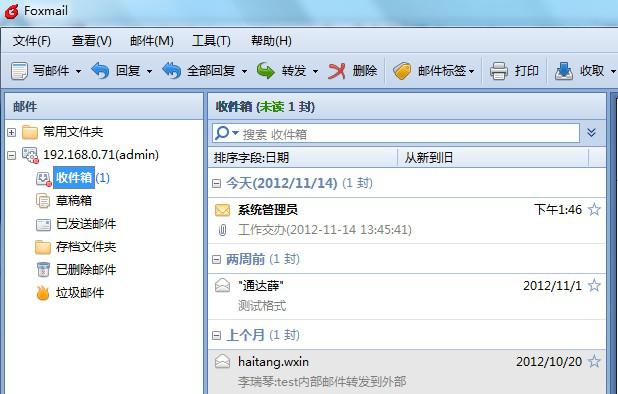 Foxmail
文件(F) 查看(V) 邮件(M) 工具(T) 帮助(H)
写邮件 回复 全部回复 转发 删除 邮件标签 打印 收取
邮件
常用文件夹
192.168.0.71(admin)
收件箱 (1)
草稿箱
已发送邮件
存档文件夹
已删除邮件
垃圾邮件
收件箱 (未读 1 封)
搜索 收件箱
排序字段:日期 从新到旧
今天(2012/11/14) (1 封)
系统管理员 下午1:46
工作交办(2012-11-14 13:45:41)
两周前 (1 封)
"通达薛" 2012/11/1
测试格式
上个月 (1 封)
haitang.wxin 2012/10/20
李瑞琴:test内部邮件转发到外部